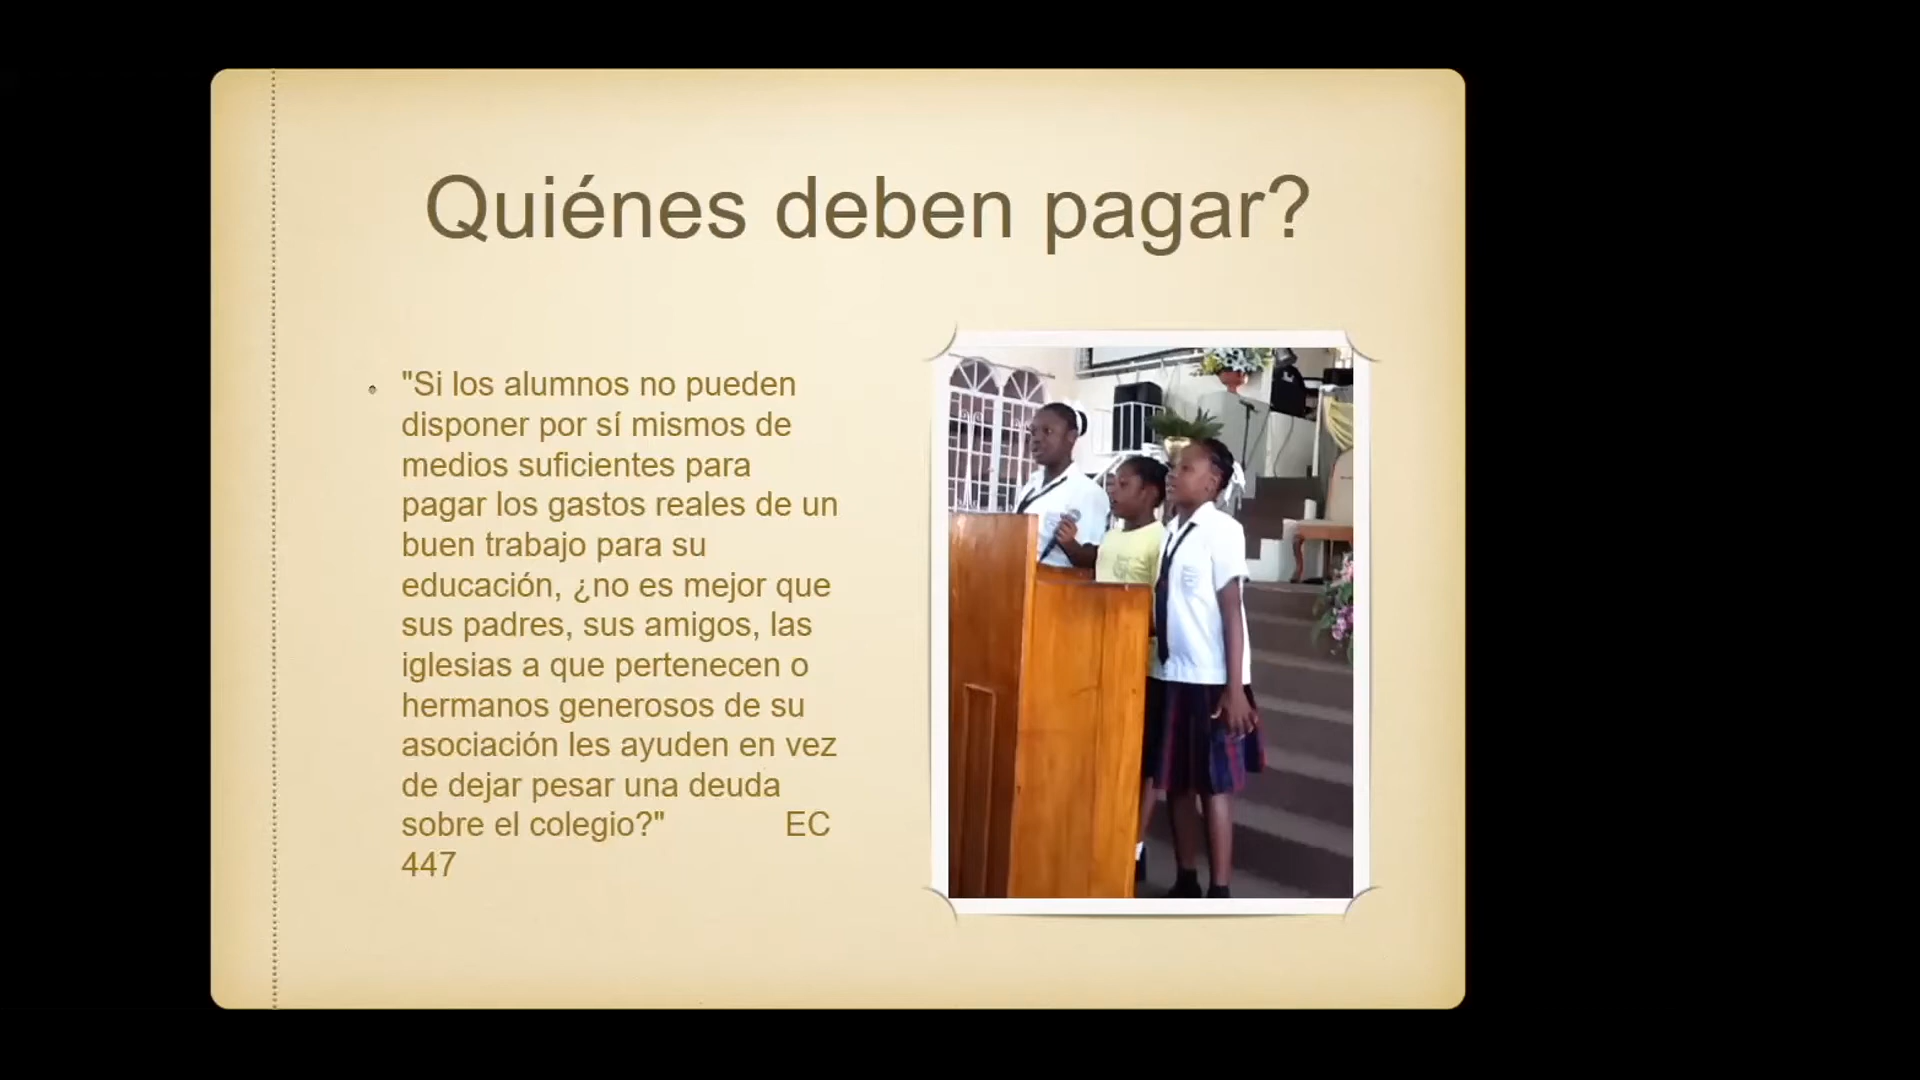 Quiénes deben pagar?
"Si los alumnos no pueden
disponer por sí mismos de
medios suficientes para
pagar los gastos reales de un
buen trabajo para su
educación, ¿no es mejor que
sus padres, sus amigos, las
iglesias a que pertenecen o
hermanos generosos de su
asociación les ayuden en vez
de dejar pesar una deuda
sobre el colegio?" EC
447